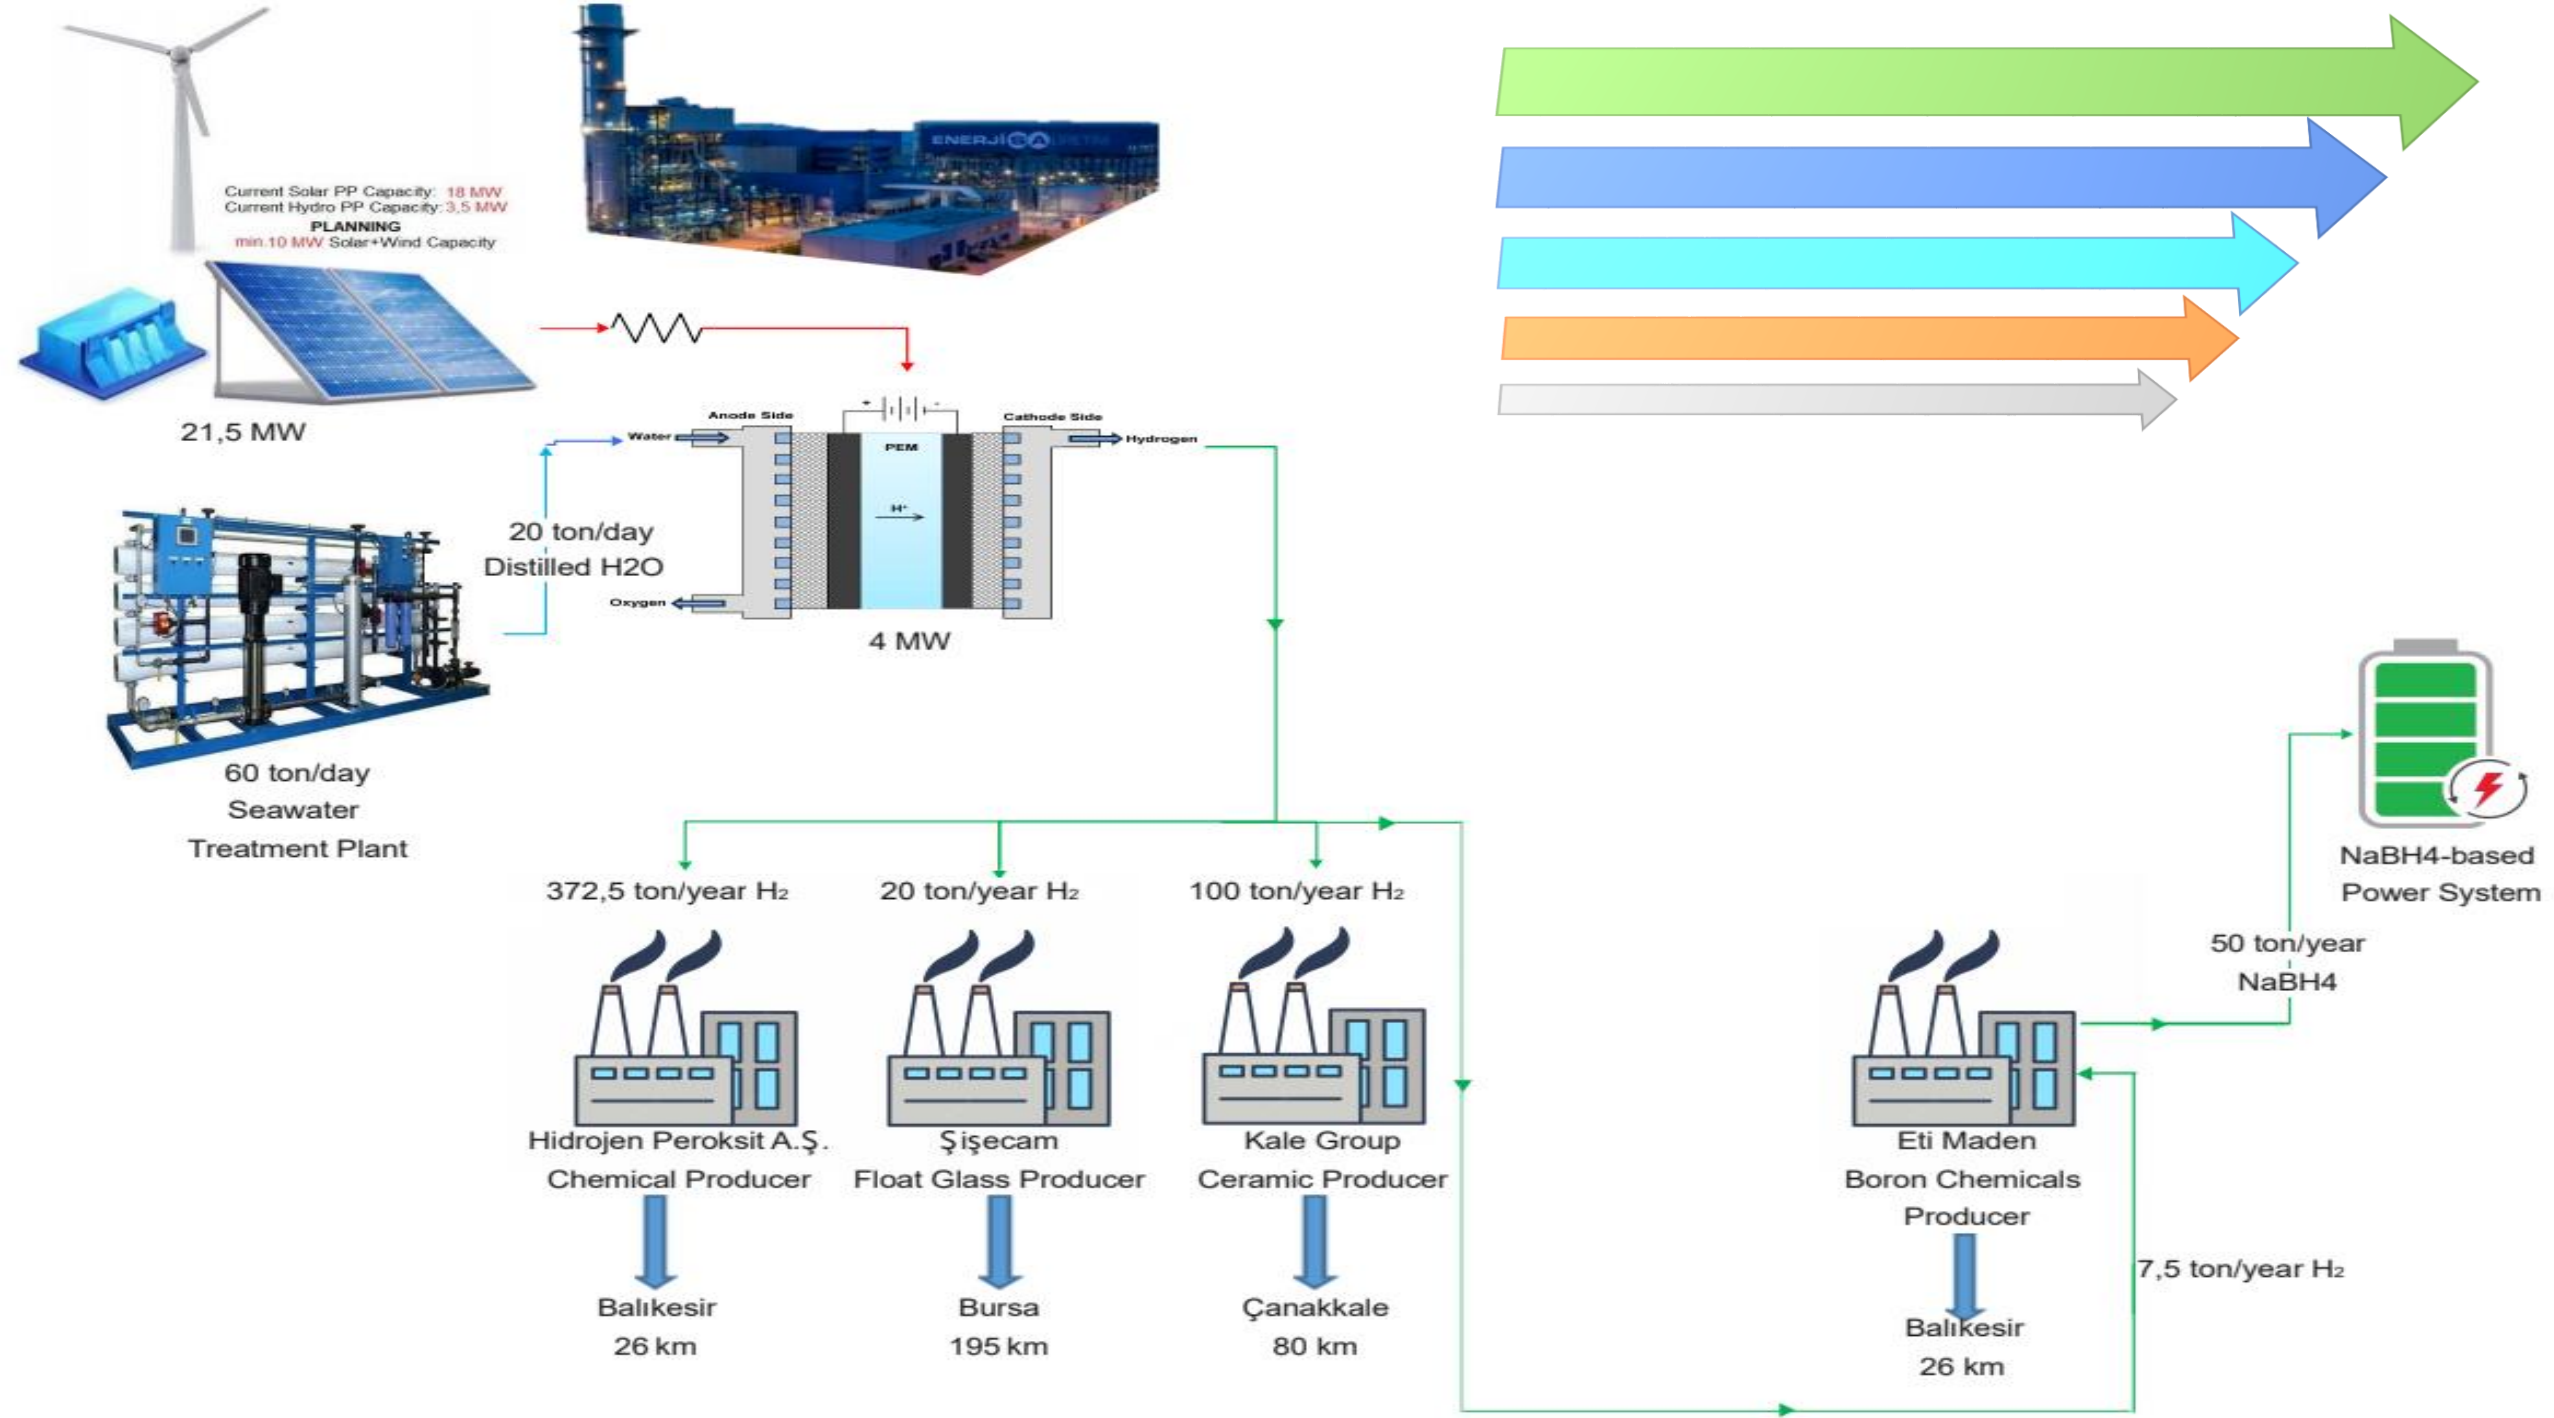 Current Solar PP Capacity: 18 MW
Current Hydro PP Capacity: 3,5 MW
PLANNING
min.10 MW Solar+Wind Capacity
ENERJİSA ÜRETİM
21,5 MW
Anode Side
+
-
Cathode Side
Water
PEM
Hydrogen
H+
20 ton/day
Distilled H2O
Oxygen
4 MW
60 ton/day
Seawater
Treatment Plant
372,5 ton/year H₂
20 ton/year H₂
100 ton/year H₂
Hidrojen Peroksit A.Ş.
Chemical Producer
Balıkesir
26 km
Şişecam
Float Glass Producer
Bursa
195 km
Kale Group
Ceramic Producer
Çanakkale
80 km
Eti Maden
Boron Chemicals
Producer
Balıkesir
26 km
7,5 ton/year H₂
50 ton/year
NaBH4
NaBH4-based
Power System